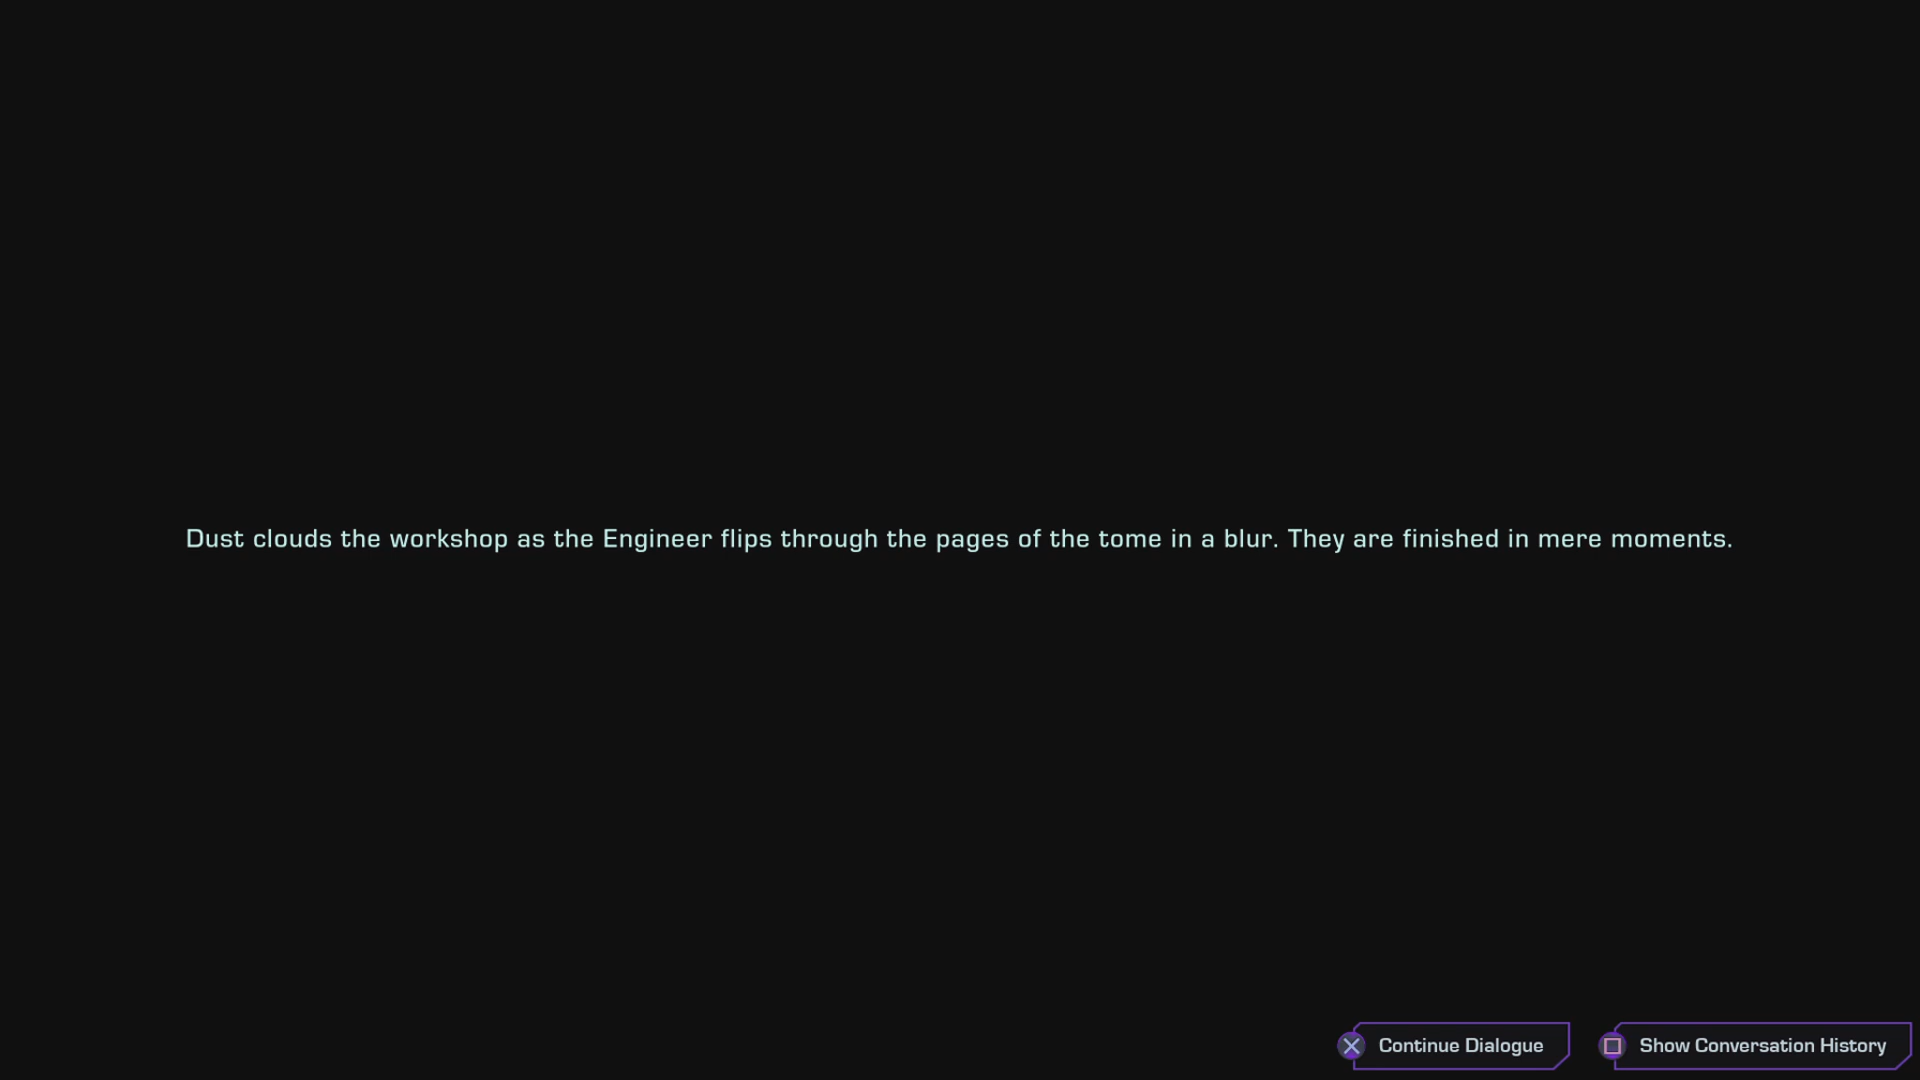 Dust clouds the workshop as the Engineer flips through the pages of the tome in a blur. They are finished in mere moments.
Continue Dialogue
Show Conversation History